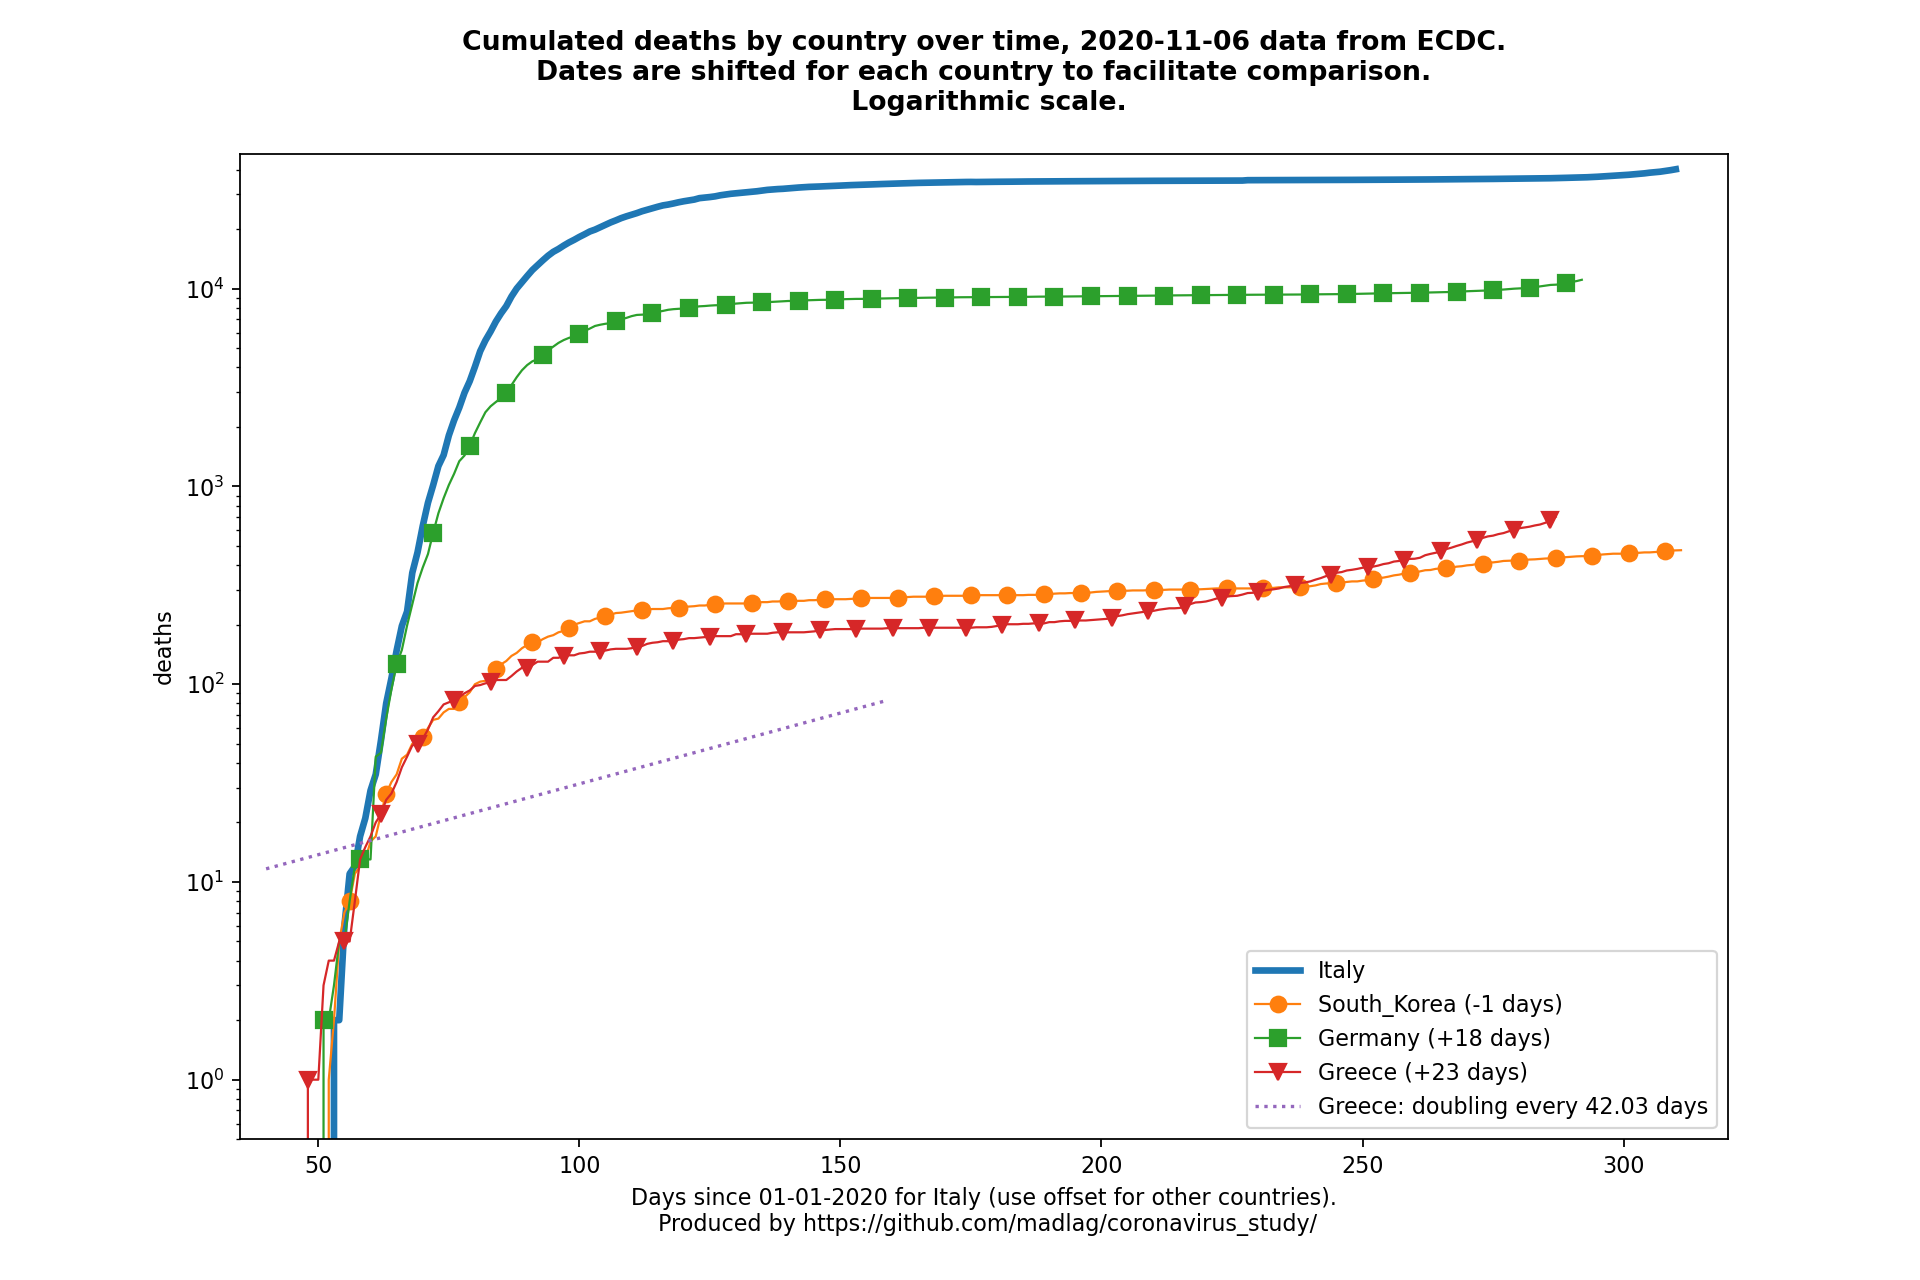 Cumulated deaths by country over time, 2020-11-06 data from ECDC.
Dates are shifted for each country to facilitate comparison.
Logarithmic scale.
deaths
10^4
10^3
10^2
10^1
10^0
50
100
150
200
250
300
Italy
South_Korea (-1 days)
Germany (+18 days)
Greece (+23 days)
Greece: doubling every 42.03 days
Days since 01-01-2020 for Italy (use offset for other countries).
Produced by https://github.com/madlag/coronavirus_study/